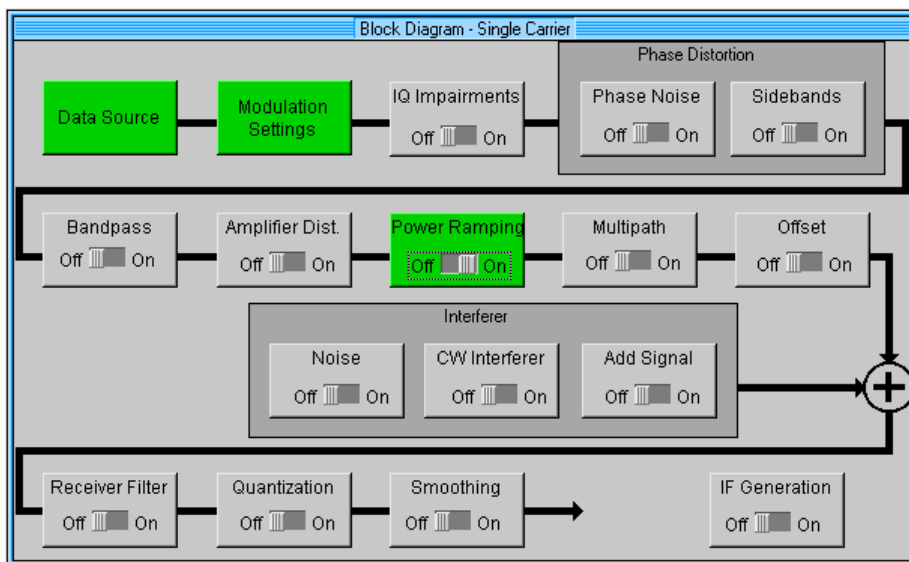 Block Diagram - Single Carrier
Phase Distortion
Data Source
Modulation
Settings
IQ Impairments
Off On
Phase Noise
Off On
Sidebands
Off On
Bandpass
Off On
Amplifier Dist.
Off On
Power Ramping
Off On
Multipath
Off On
Offset
Off On
Interferer
Noise
Off On
CW Interferer
Off On
Add Signal
Off On
Receiver Filter
Off On
Quantization
Off On
Smoothing
Off On
IF Generation
Off On